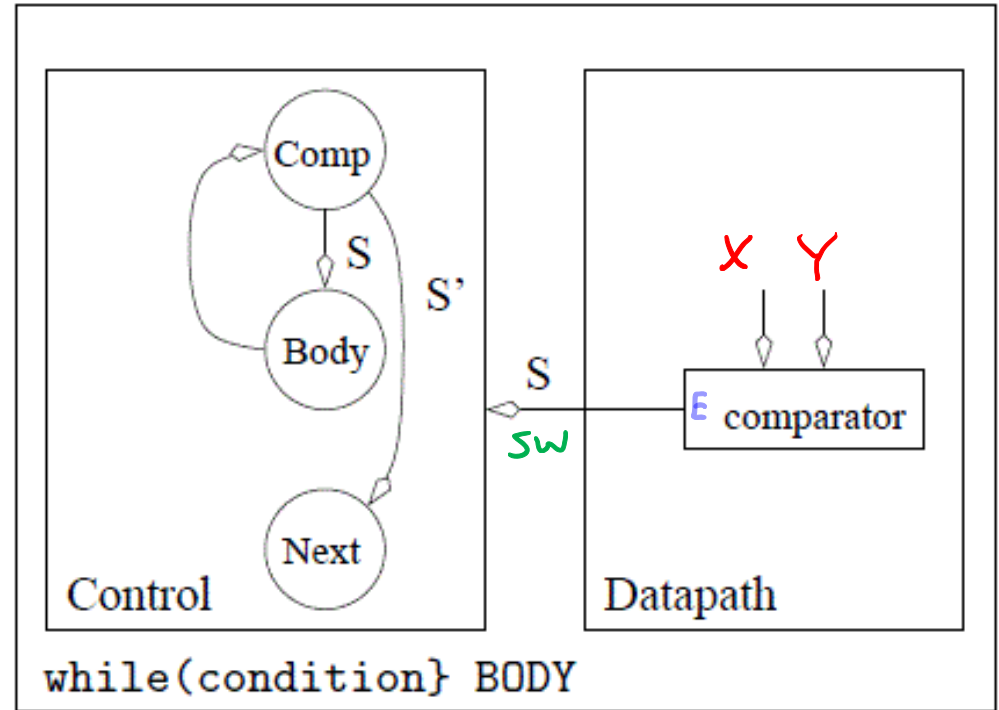 Comp
S
S’
Body
Next
Control
X Y
S
SW
E comparator
Datapath
while(condition} BODY